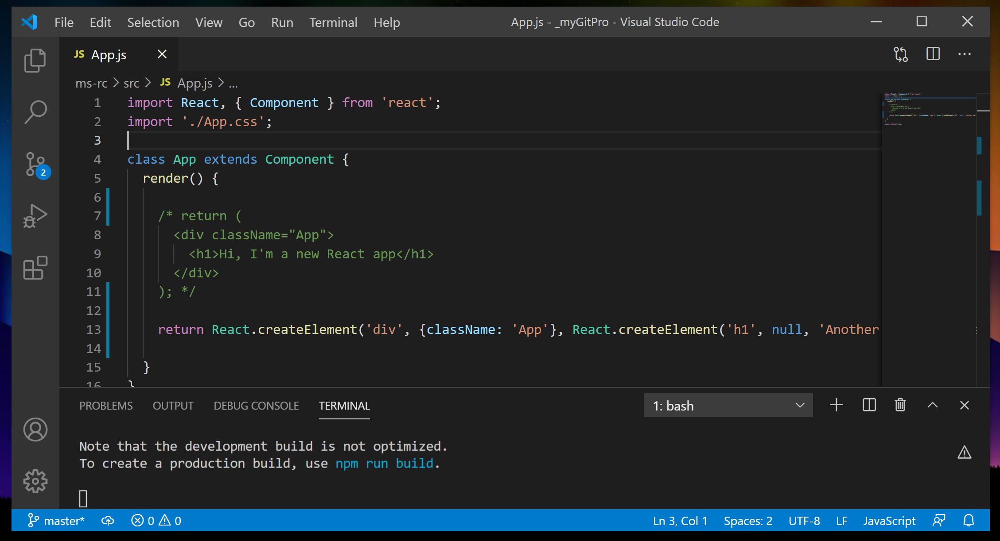 File Edit Selection View Go Run Terminal Help App.js - _myGitPro - Visual Studio Code
JS App.js
ms-rc > src > JS App.js > ...
1 import React, { Component } from 'react';
2 import './App.css';
3
4 class App extends Component {
5 render() {
6
7 /* return (
8 <div className="App">
9 <h1>Hi, I'm a new React app</h1>
10 </div>
11 ); */
12
13 return React.createElement('div', {className: 'App'}, React.createElement('h1', null, 'Another
14
15 }
16 }
2
PROBLEMS OUTPUT DEBUG CONSOLE TERMINAL 1: bash
Note that the development build is not optimized.
To create a production build, use npm run build.
master* 0 0 Ln 3, Col 1 Spaces: 2 UTF-8 LF JavaScript